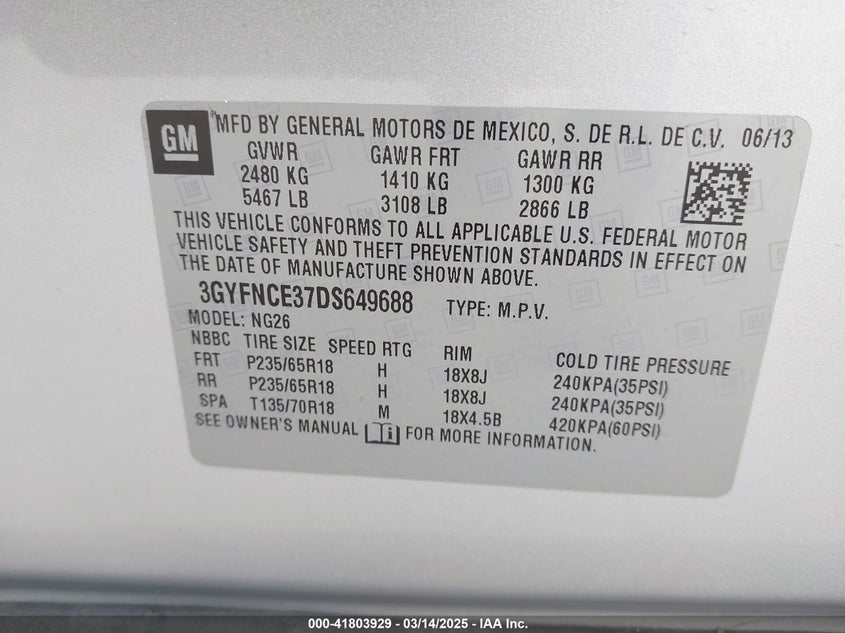 GM
MFD BY GENERAL MOTORS DE MEXICO, S. DE R.L. DE C.V. 06/13
GVWR GAWR FRT GAWR RR
2480 KG 1410 KG 1300 KG
5467 LB 3108 LB 2866 LB
THIS VEHICLE CONFORMS TO ALL APPLICABLE U.S. FEDERAL MOTOR
VEHICLE SAFETY AND THEFT PREVENTION STANDARDS IN EFFECT ON
THE DATE OF MANUFACTURE SHOWN ABOVE.
3GYFNCE37DS649688 TYPE: M.P.V.
MODEL: NG26
NBBC TIRE SIZE SPEED RTG RIM COLD TIRE PRESSURE
FRT P235/65R18 H 18X8J 240KPA(35PSI)
RR P235/65R18 H 18X8J 240KPA(35PSI)
SPA T135/70R18 M 18X4.5B 420KPA(60PSI)
SEE OWNER'S MANUAL FOR MORE INFORMATION.
000-41803929 - 03/14/2025 - IAA Inc.